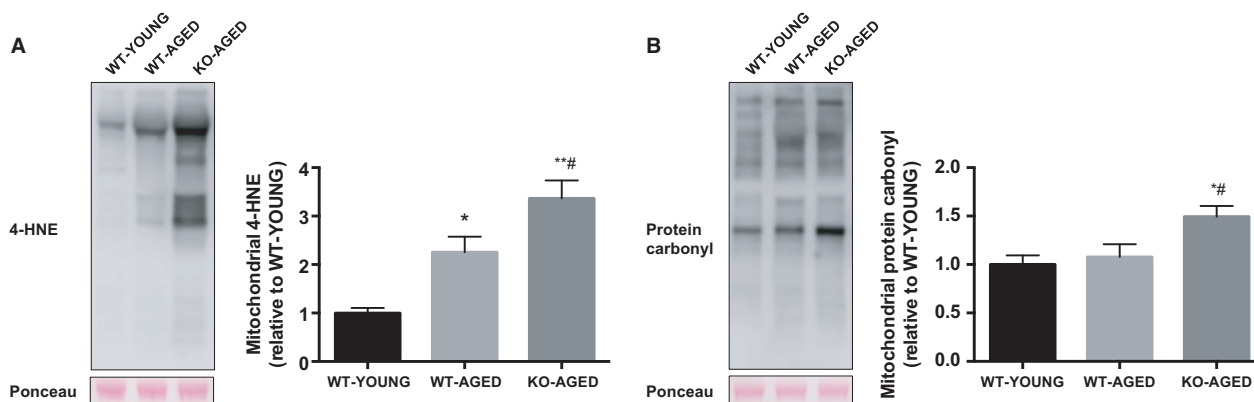 A
WT-YOUNG
WT-AGED
KO-AGED
4-HNE
Ponceau
Mitochondrial 4-HNE
(relative to WT-YOUNG)
4
3
2
1
0
*
**#
WT-YOUNG WT-AGED KO-AGED
B
WT-YOUNG
WT-AGED
KO-AGED
Protein
carbonyl
Ponceau
Mitochondrial protein carbonyl
(relative to WT-YOUNG)
2.0
1.5
1.0
0.5
0.0
*#
WT-YOUNG WT-AGED KO-AGED